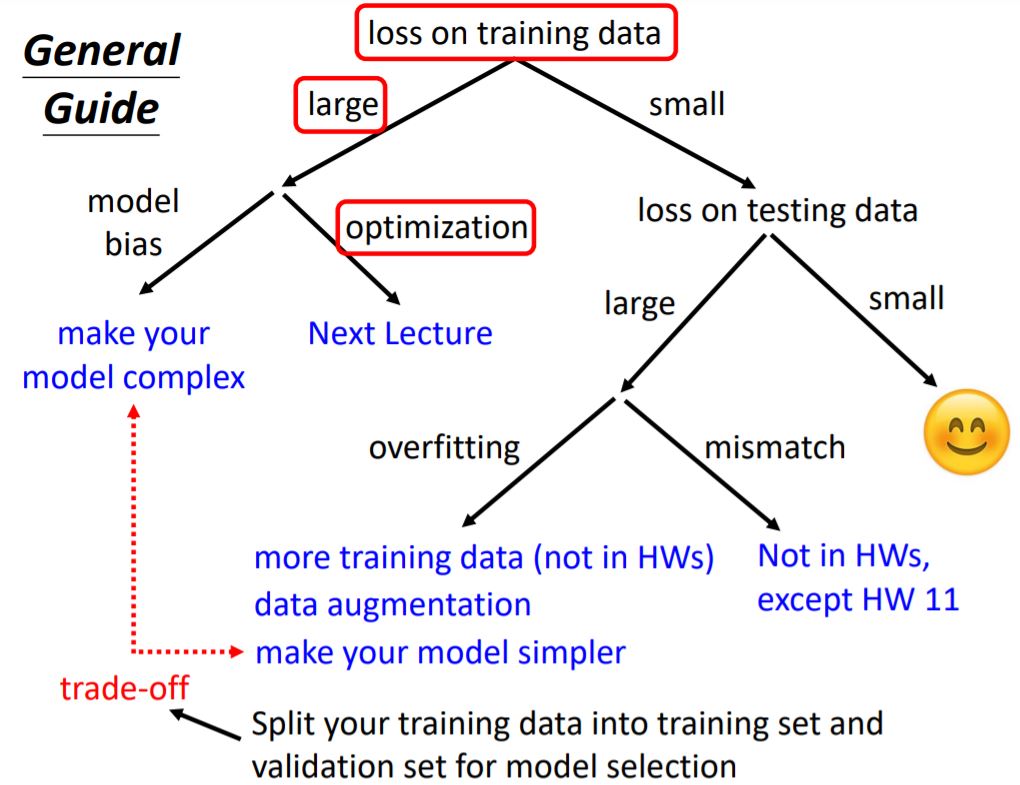 General
Guide
loss on training data
large
small
model
bias
optimization
loss on testing data
make your
model complex
Next Lecture
large
small
overfitting
mismatch
more training data (not in HWs)
data augmentation
make your model simpler
Not in HWs,
except HW 11
trade-off
Split your training data into training set and
validation set for model selection